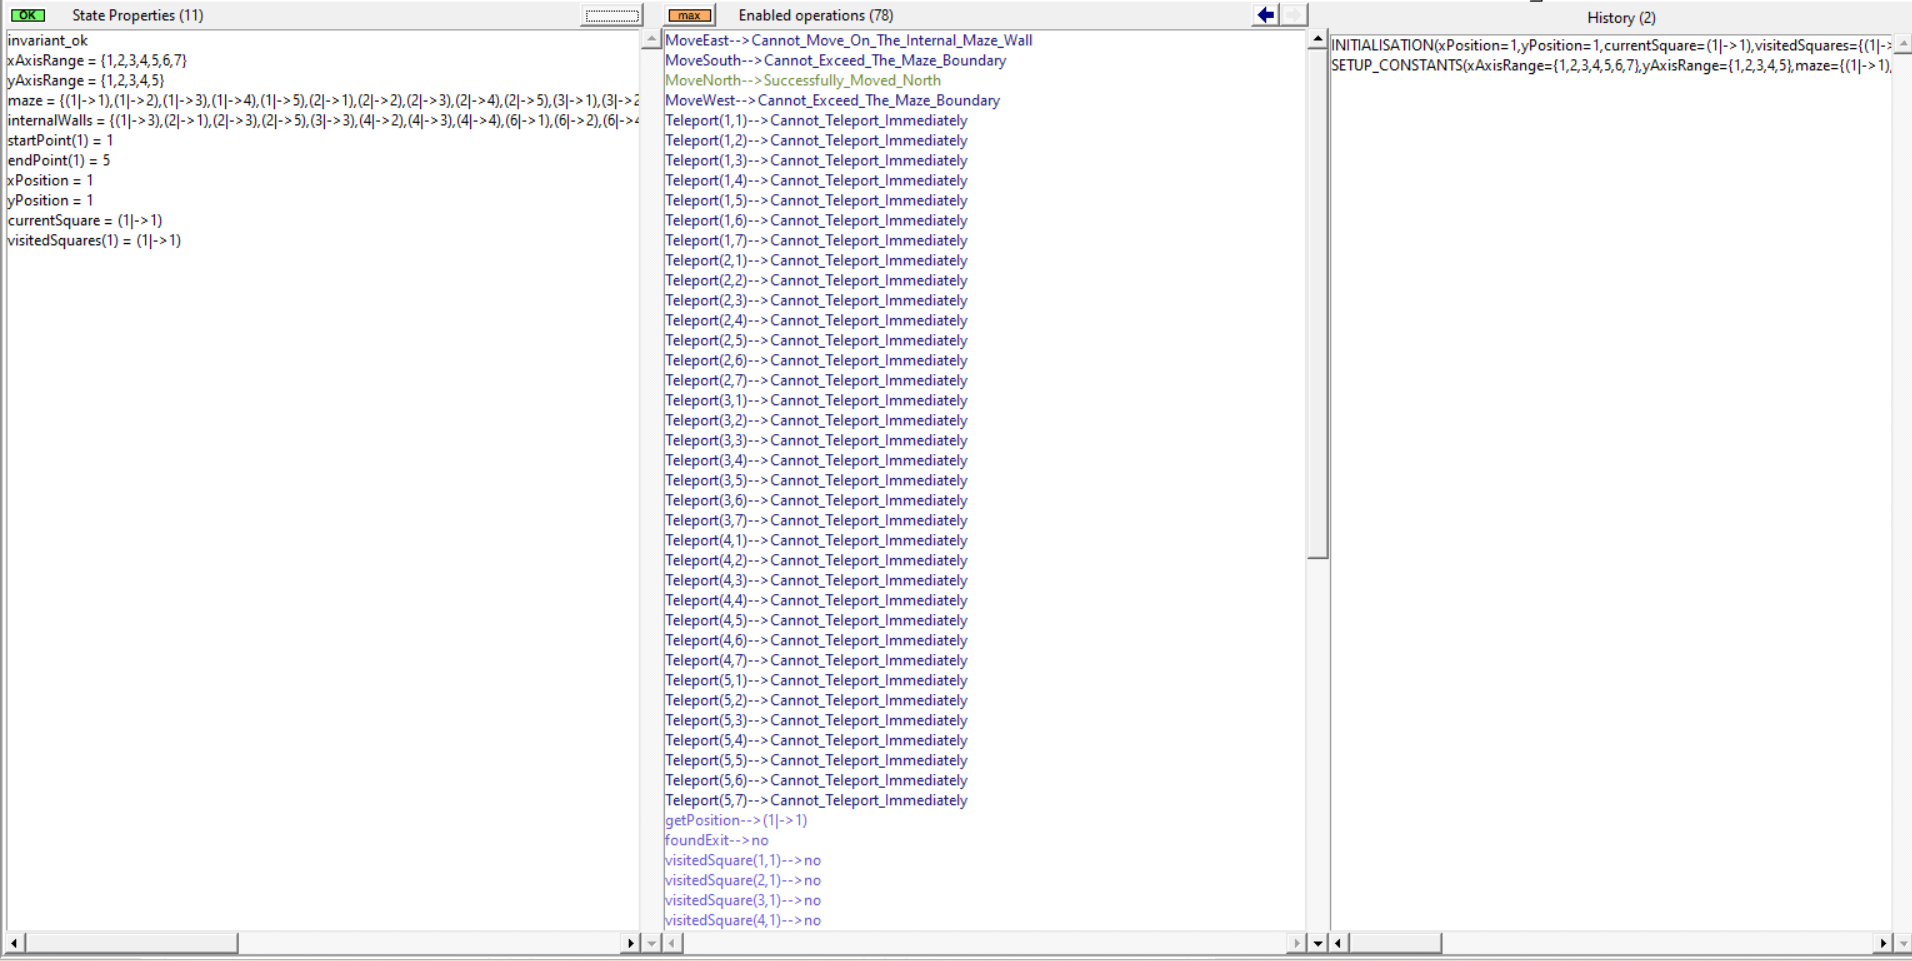 OK State Properties (11)
invariant_ok
xAxisRange = {1,2,3,4,5,6,7}
yAxisRange = {1,2,3,4,5}
maze = {(1|->1),(1|->2),(1|->3),(1|->4),(1|->5),(2|->1),(2|->2),(2|->3),(2|->4),(2|->5),(3|->1),(3|->2
internalWalls = {(1|->3),(2|->1),(2|->3),(2|->5),(3|->3),(4|->2),(4|->3),(4|->4),(6|->1),(6|->2),(6|->4
startPoint(1) = 1
endPoint(1) = 5
xPosition = 1
yPosition = 1
currentSquare = (1|->1)
visitedSquares(1) = (1|->1)
max Enabled operations (78)
MoveEast-->Cannot_Move_On_The_Internal_Maze_Wall
MoveSouth-->Cannot_Exceed_The_Maze_Boundary
MoveNorth-->Successfully_Moved_North
MoveWest-->Cannot_Exceed_The_Maze_Boundary
Teleport(1,1)-->Cannot_Teleport_Immediately
Teleport(1,2)-->Cannot_Teleport_Immediately
Teleport(1,3)-->Cannot_Teleport_Immediately
Teleport(1,4)-->Cannot_Teleport_Immediately
Teleport(1,5)-->Cannot_Teleport_Immediately
Teleport(1,6)-->Cannot_Teleport_Immediately
Teleport(1,7)-->Cannot_Teleport_Immediately
Teleport(2,1)-->Cannot_Teleport_Immediately
Teleport(2,2)-->Cannot_Teleport_Immediately
Teleport(2,3)-->Cannot_Teleport_Immediately
Teleport(2,4)-->Cannot_Teleport_Immediately
Teleport(2,5)-->Cannot_Teleport_Immediately
Teleport(2,6)-->Cannot_Teleport_Immediately
Teleport(2,7)-->Cannot_Teleport_Immediately
Teleport(3,1)-->Cannot_Teleport_Immediately
Teleport(3,2)-->Cannot_Teleport_Immediately
Teleport(3,3)-->Cannot_Teleport_Immediately
Teleport(3,4)-->Cannot_Teleport_Immediately
Teleport(3,5)-->Cannot_Teleport_Immediately
Teleport(3,6)-->Cannot_Teleport_Immediately
Teleport(3,7)-->Cannot_Teleport_Immediately
Teleport(4,1)-->Cannot_Teleport_Immediately
Teleport(4,2)-->Cannot_Teleport_Immediately
Teleport(4,3)-->Cannot_Teleport_Immediately
Teleport(4,4)-->Cannot_Teleport_Immediately
Teleport(4,5)-->Cannot_Teleport_Immediately
Teleport(4,6)-->Cannot_Teleport_Immediately
Teleport(4,7)-->Cannot_Teleport_Immediately
Teleport(5,1)-->Cannot_Teleport_Immediately
Teleport(5,2)-->Cannot_Teleport_Immediately
Teleport(5,3)-->Cannot_Teleport_Immediately
Teleport(5,4)-->Cannot_Teleport_Immediately
Teleport(5,5)-->Cannot_Teleport_Immediately
Teleport(5,6)-->Cannot_Teleport_Immediately
Teleport(5,7)-->Cannot_Teleport_Immediately
getPosition-->(1|->1)
foundExit-->no
visitedSquare(1,1)-->no
visitedSquare(2,1)-->no
visitedSquare(3,1)-->no
visitedSquare(4,1)-->no
History (2)
INITIALISATION(xPosition=1,yPosition=1,currentSquare=(1|->1),visitedSquares={(1|->
SETUP_CONSTANTS(xAxisRange={1,2,3,4,5,6,7},yAxisRange={1,2,3,4,5},maze={(1|->1),